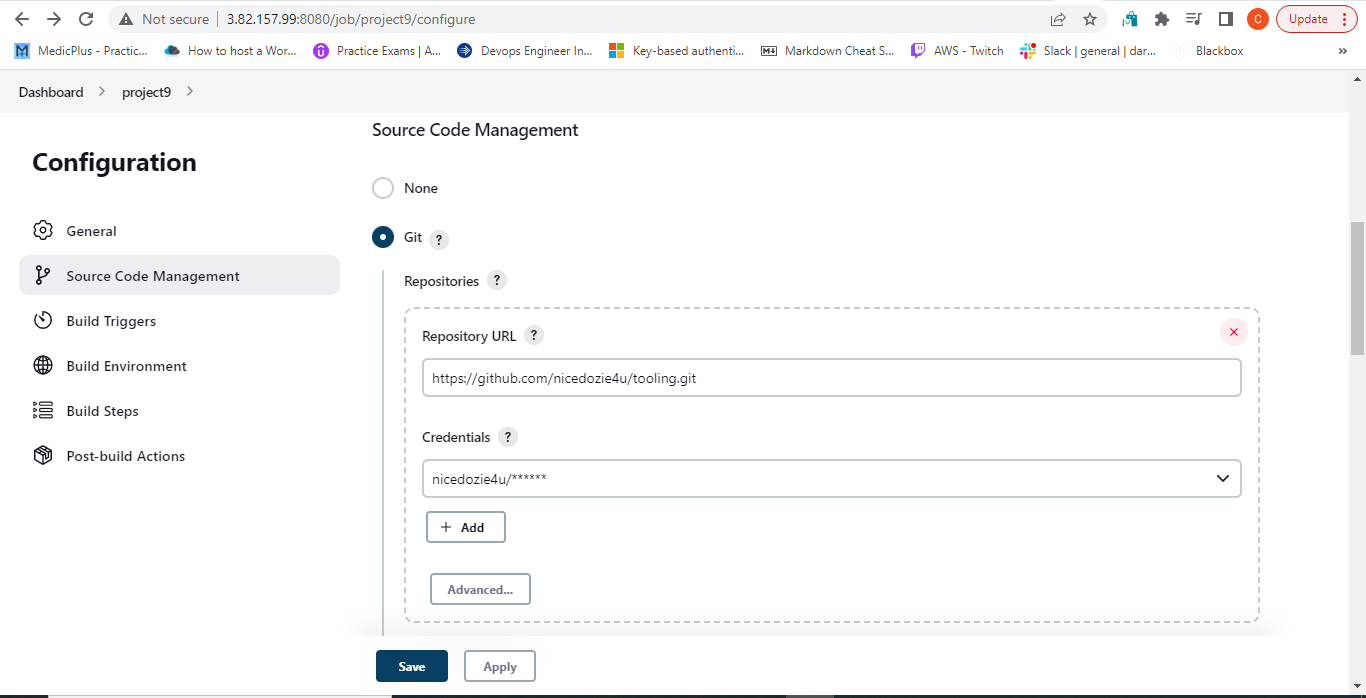 Not secure
3.82.157.99:8080/job/project9/configure
C
Update
MedicPlus - Practic...
How to host a Wor...
Practice Exams | A...
Devops Engineer In...
Key-based authenti...
Markdown Cheat S...
AWS - Twitch
Slack | general | dar...
Blackbox
»
Dashboard > project9 >
Configuration
General
Source Code Management
Build Triggers
Build Environment
Build Steps
Post-build Actions
Source Code Management
None
Git ?
Repositories ?
Repository URL ?
https://github.com/nicedozie4u/tooling.git
Credentials ?
nicedozie4u/******
+ Add
Advanced...
Save
Apply